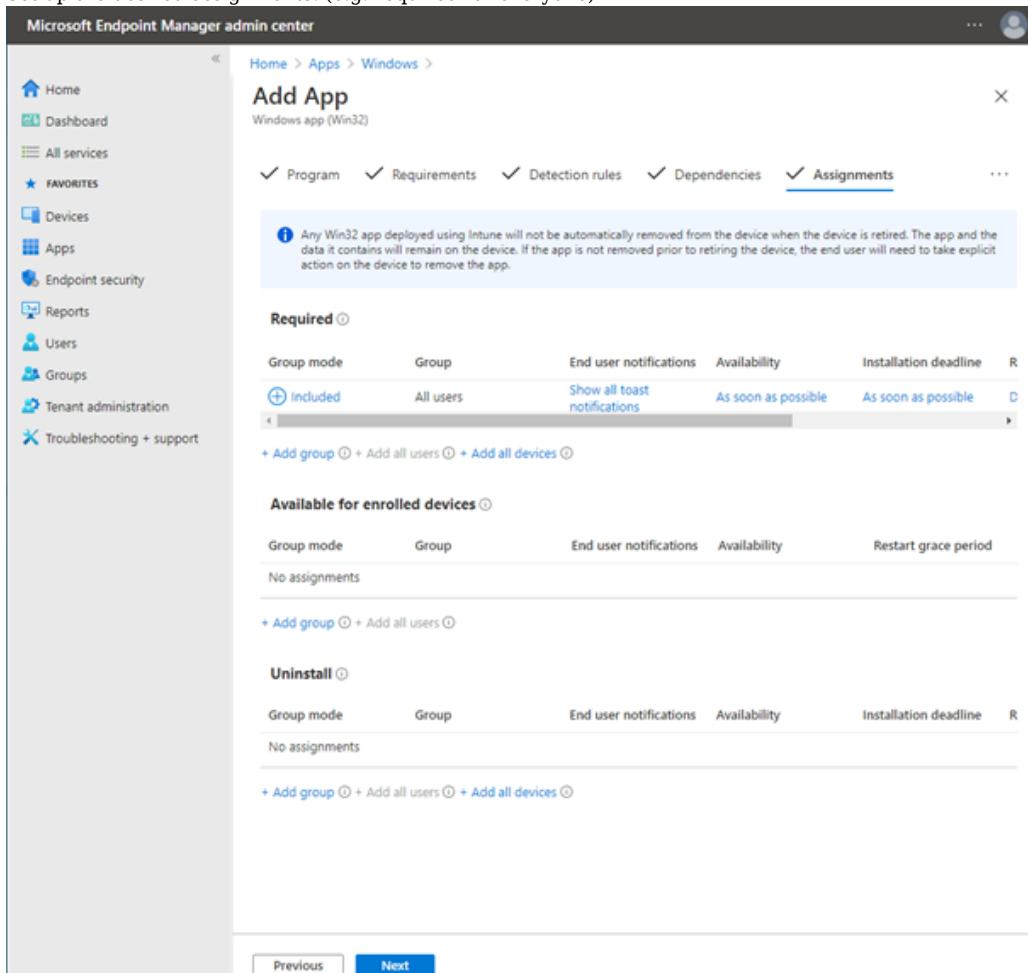 Microsoft Endpoint Manager admin center
Home > Apps > Windows >
Home
Dashboard
All services
FAVORITES
Devices
Apps
Endpoint security
Reports
Users
Groups
Tenant administration
Troubleshooting + support
Add App
Windows app (Win32)
Program Requirements Detection rules Dependencies Assignments
Any Win32 app deployed using Intune will not be automatically removed from the device when the device is retired. The app and the
data it contains will remain on the device. If the app is not removed prior to retiring the device, the end user will need to take explicit
action on the device to remove the app.
Required
Group mode Group End user notifications Availability Installation deadline R
Included All users Show all toast notifications As soon as possible As soon as possible D
+ Add group + Add all users + Add all devices
Available for enrolled devices
Group mode Group End user notifications Availability Restart grace period
No assignments
+ Add group + Add all users
Uninstall
Group mode Group End user notifications Availability Installation deadline R
No assignments
+ Add group + Add all users + Add all devices
Previous Next